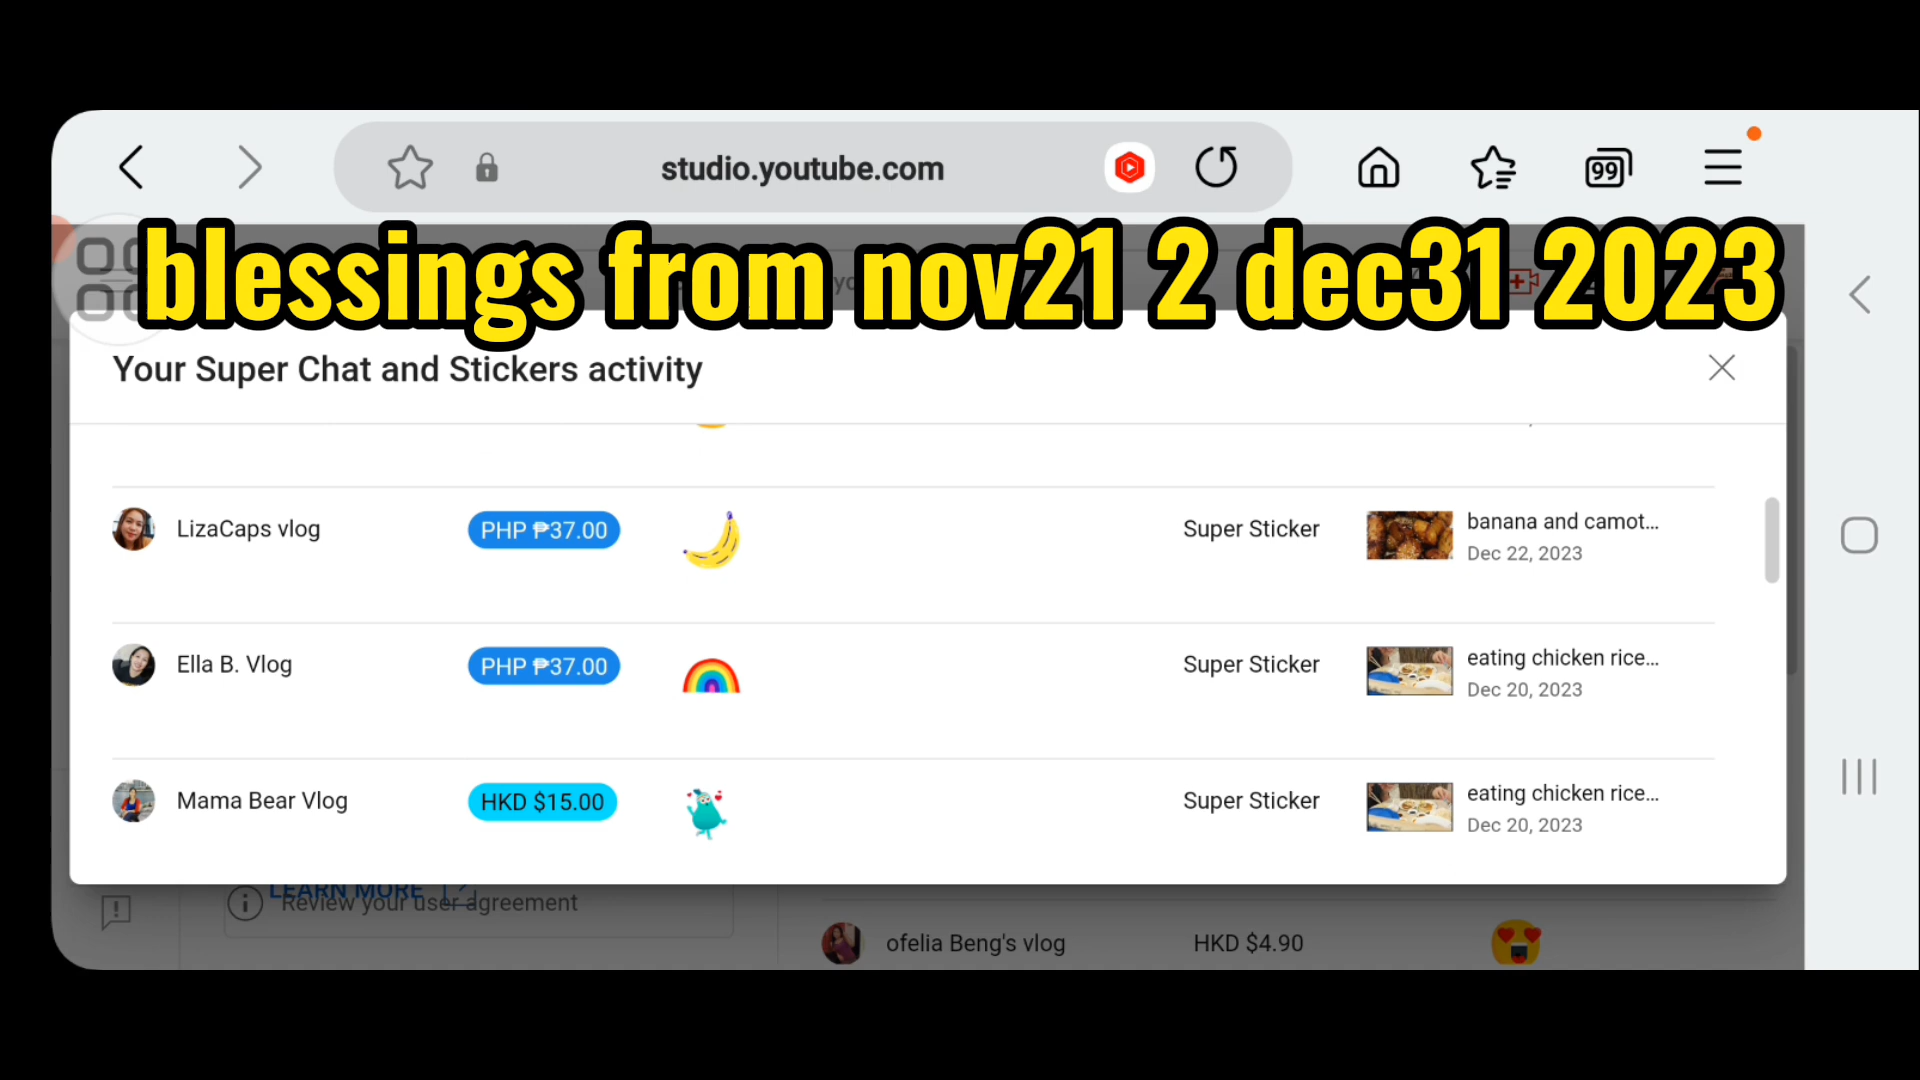 studio.youtube.com
99
blessings from nov21 2 dec31 2023
Your Super Chat and Stickers activity
LizaCaps vlog
PHP ₱37.00
Super Sticker
banana and camot...
Dec 22, 2023
Ella B. Vlog
PHP ₱37.00
Super Sticker
eating chicken rice...
Dec 20, 2023
Mama Bear Vlog
HKD $15.00
Super Sticker
eating chicken rice...
Dec 20, 2023
LEARN MORE
Review your user agreement
ofelia Beng's vlog
HKD $4.90